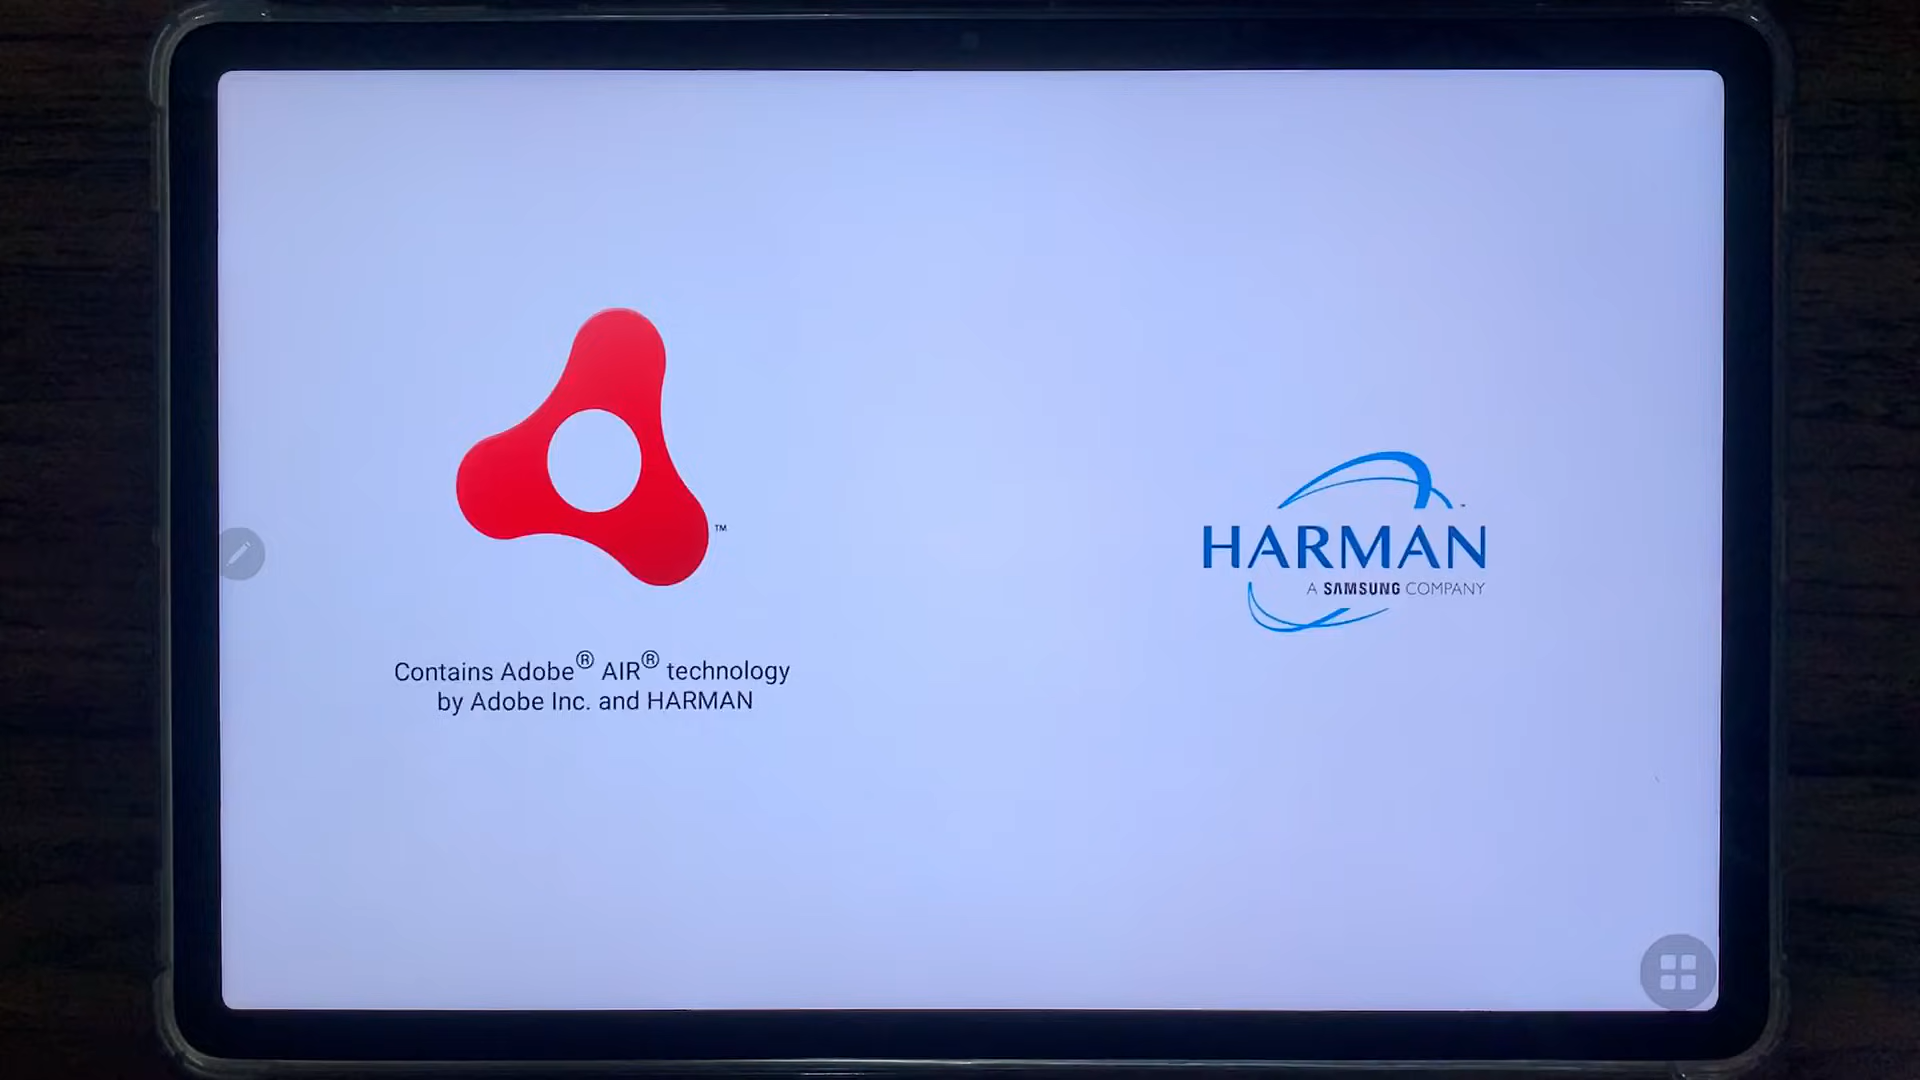 ™
Contains Adobe® AIR® technology
by Adobe Inc. and HARMAN
HARMAN
A SAMSUNG COMPANY